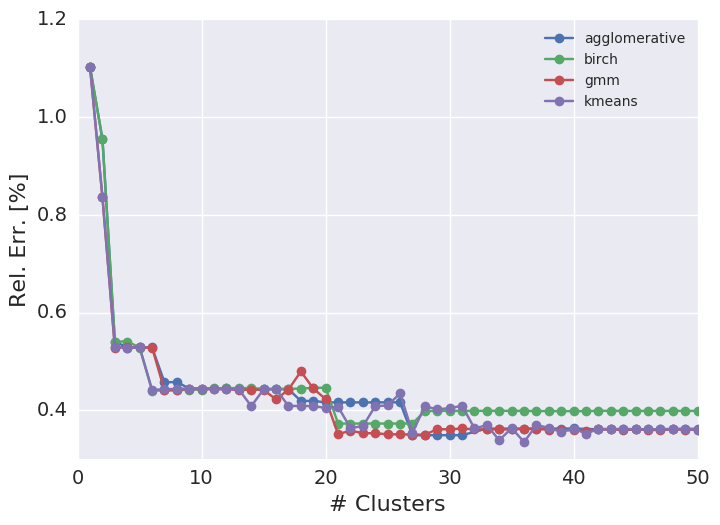 1.2
1.0
0.8
0.6
0.4
Rel. Err. [%]
agglomerative
birch
gmm
kmeans
0 10 20 30 40 50
# Clusters